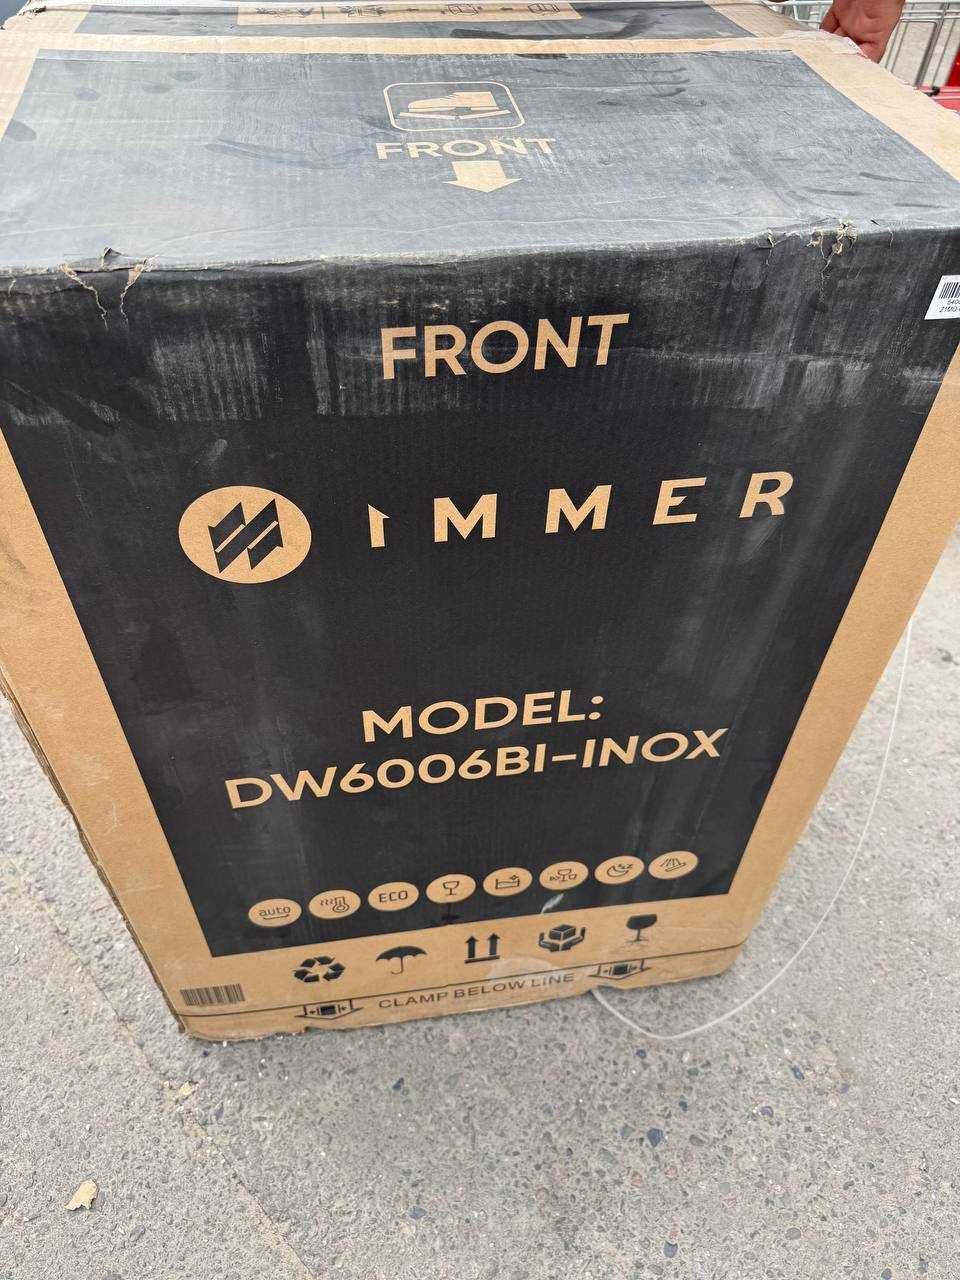 FRONT
FRONT
IMMER
MODEL:
DW6006BI-INOX
auto
ECO
CLAMP BELOW LINE